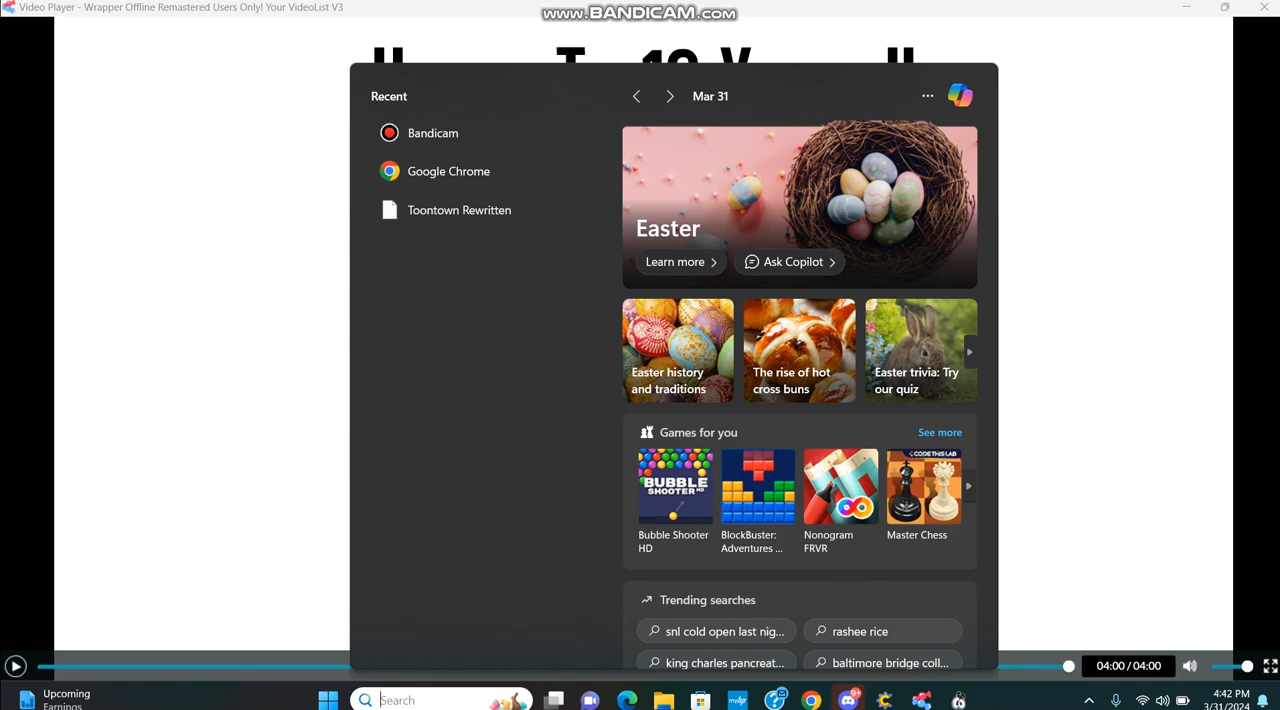 Video Player - Wrapper Offline Remastered Users Only! Your VideoList V3
www.BANDICAM.com
Recent
Mar 31
Bandicam
Google Chrome
Toontown Rewritten
Easter
Learn more
Ask Copilot
Easter history
and traditions
The rise of hot
cross buns
Easter trivia: Try
our quiz
Games for you
See more
CODETHISLAB
BUBBLE
SHOOTER HD
Bubble Shooter
HD
BlockBuster:
Adventures ...
Nonogram
FRVR
Master Chess
Trending searches
snl cold open last nig...
rashee rice
king charles pancreat...
baltimore bridge coll...
04:00 / 04:00
Upcoming
Earnings
Search
myhp
9+
4:42 PM
3/31/2024